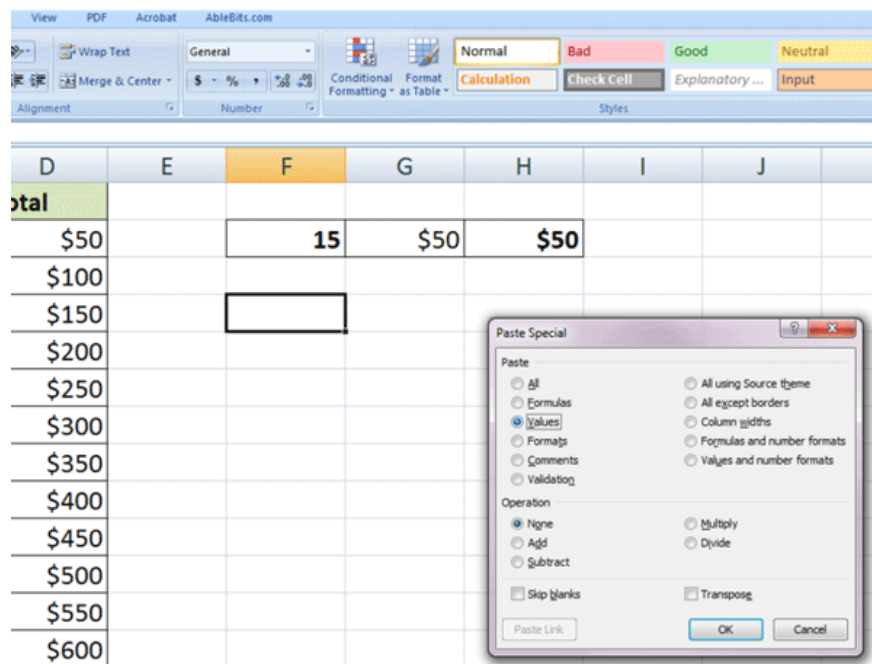 View PDF Acrobat AbleBits.com
Wrap Text General Normal Bad Good Neutral
Merge & Center $ % , .00 Conditional Formatting Format as Table Calculation Check Cell Explanatory ... Input
Alignment Number Styles
D E F G H I J
otal
$50 15 $50 $50
$100
$150
$200
$250
$300
$350
$400
$450
$500
$550
$600
Paste Special
Paste
All All using Source theme
Formulas All except borders
Values Column widths
Formats Formulas and number formats
Comments Values and number formats
Validation
Operation
None Multiply
Add Divide
Subtract
Skip blanks Transpose
Paste Link OK Cancel